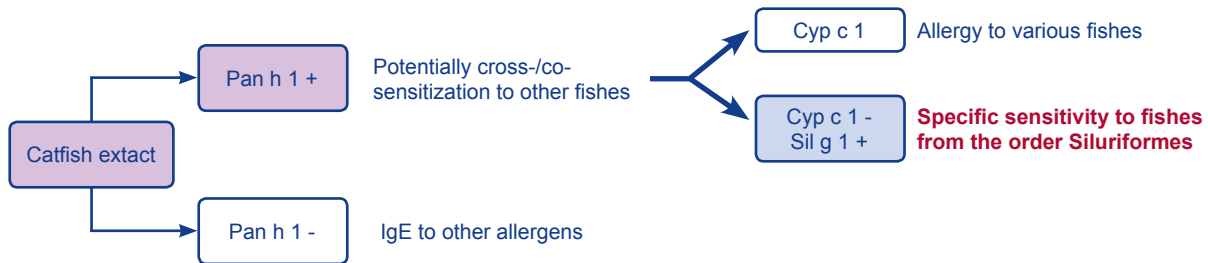 Catfish extact
Pan h 1 +
Potentially cross-/co-
sensitization to other fishes
Cyp c 1
Allergy to various fishes
Cyp c 1 -
Sil g 1 +
Specific sensitivity to fishes
from the order Siluriformes
Pan h 1 -
IgE to other allergens